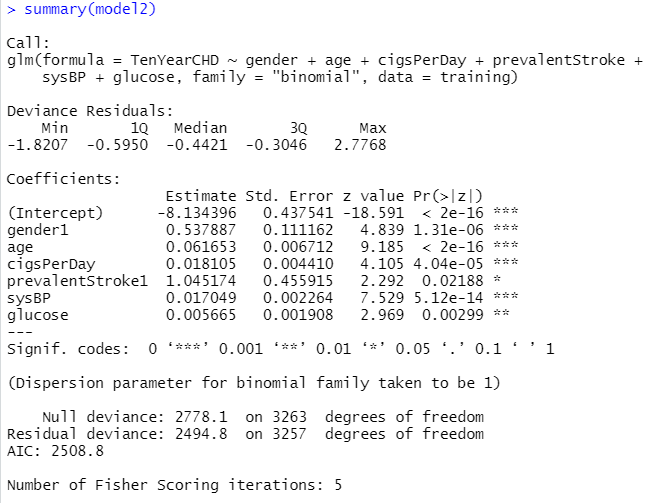 > summary(model2)

Call:
glm(formula = TenYearCHD ~ gender + age + cigsPerDay + prevalentStroke +
    sysBP + glucose, family = "binomial", data = training)

Deviance Residuals:
    Min       1Q   Median       3Q      Max
-1.8207  -0.5950  -0.4421  -0.3046   2.7768

Coefficients:
                  Estimate Std. Error z value Pr(>|z|)
(Intercept)      -8.134396   0.437541 -18.591  < 2e-16 ***
gender1           0.537887   0.111162   4.839 1.31e-06 ***
age               0.061653   0.006712   9.185  < 2e-16 ***
cigsPerDay        0.018105   0.004410   4.105 4.04e-05 ***
prevalentStroke1  1.045174   0.455915   2.292  0.02188 *
sysBP             0.017049   0.002264   7.529 5.12e-14 ***
glucose           0.005665   0.001908   2.969  0.00299 **
---
Signif. codes:  0 ‘***’ 0.001 ‘**’ 0.01 ‘*’ 0.05 ‘.’ 0.1 ‘ ’ 1

(Dispersion parameter for binomial family taken to be 1)

    Null deviance: 2778.1  on 3263  degrees of freedom
Residual deviance: 2494.8  on 3257  degrees of freedom
AIC: 2508.8

Number of Fisher Scoring iterations: 5